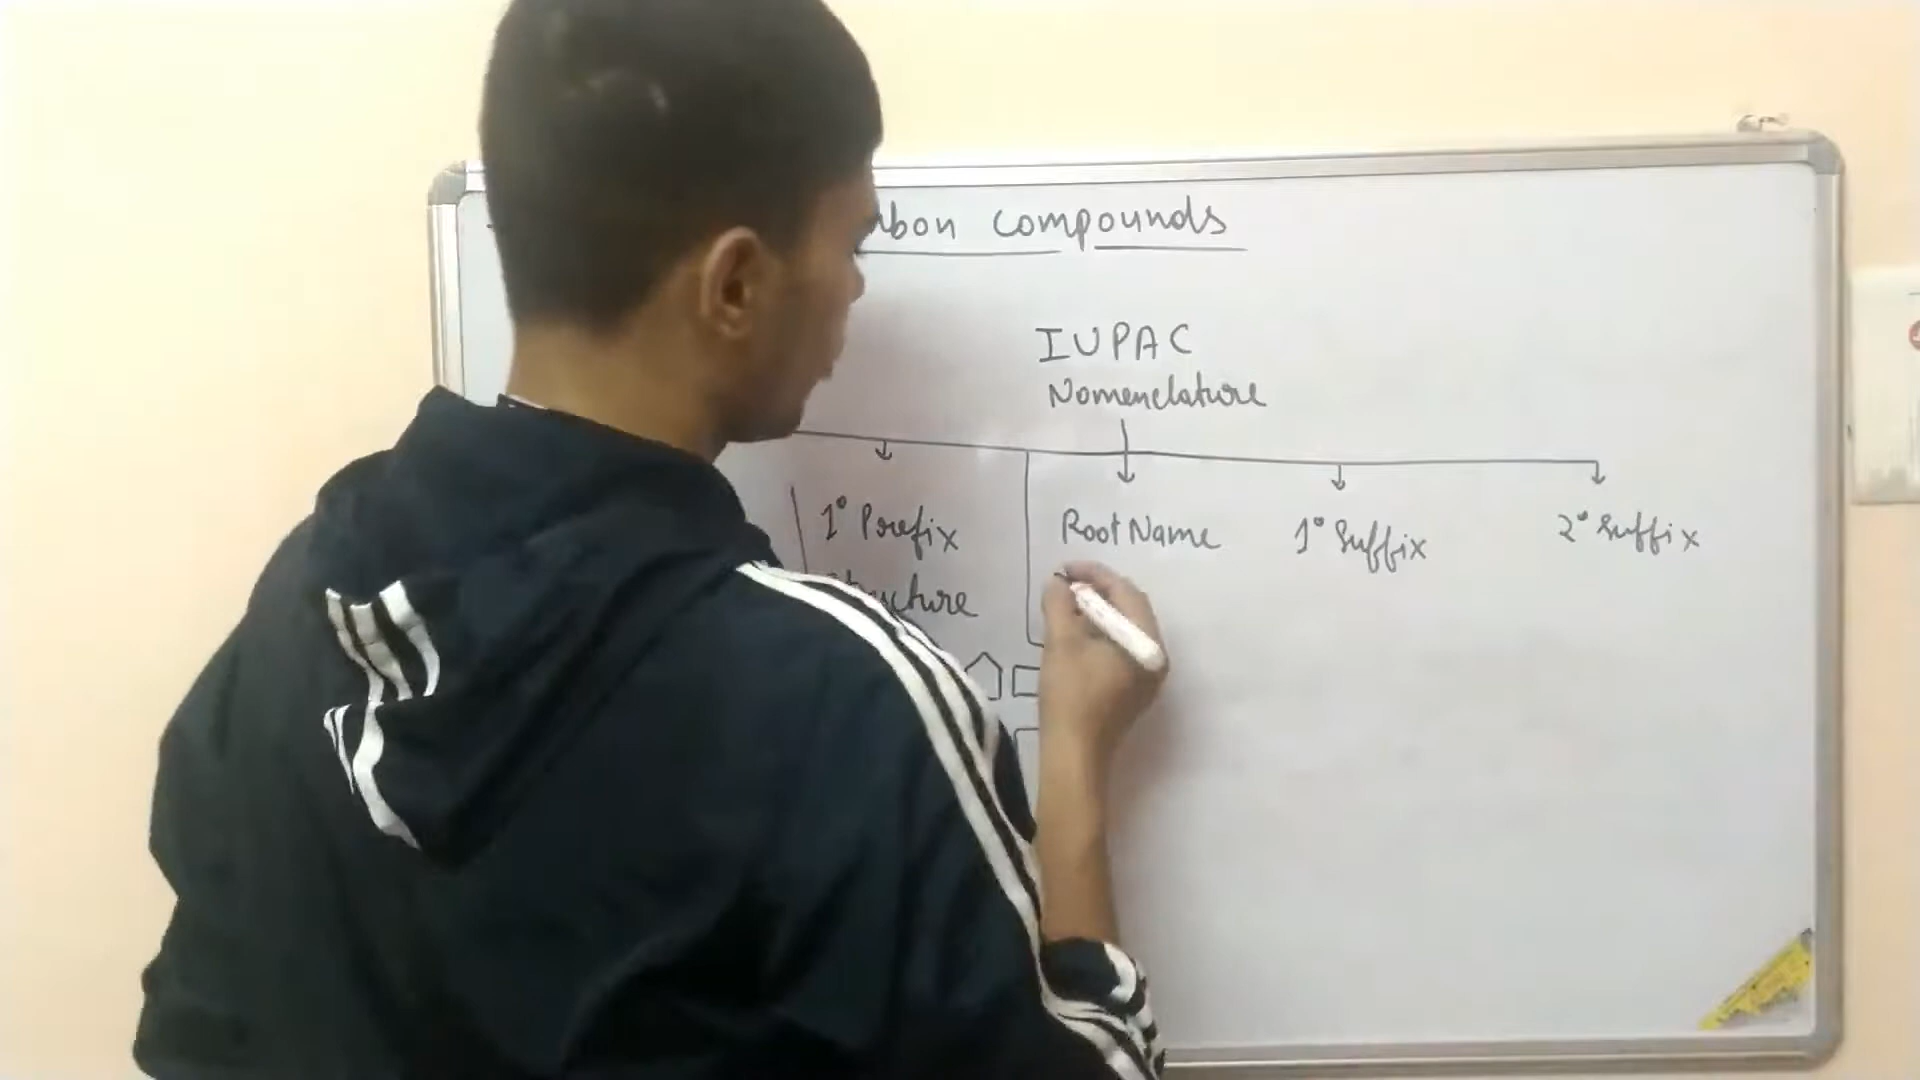 compounds
IUPAC
Nomenclature
1° Prefix
Root Name
1° Suffix
2° Suffix